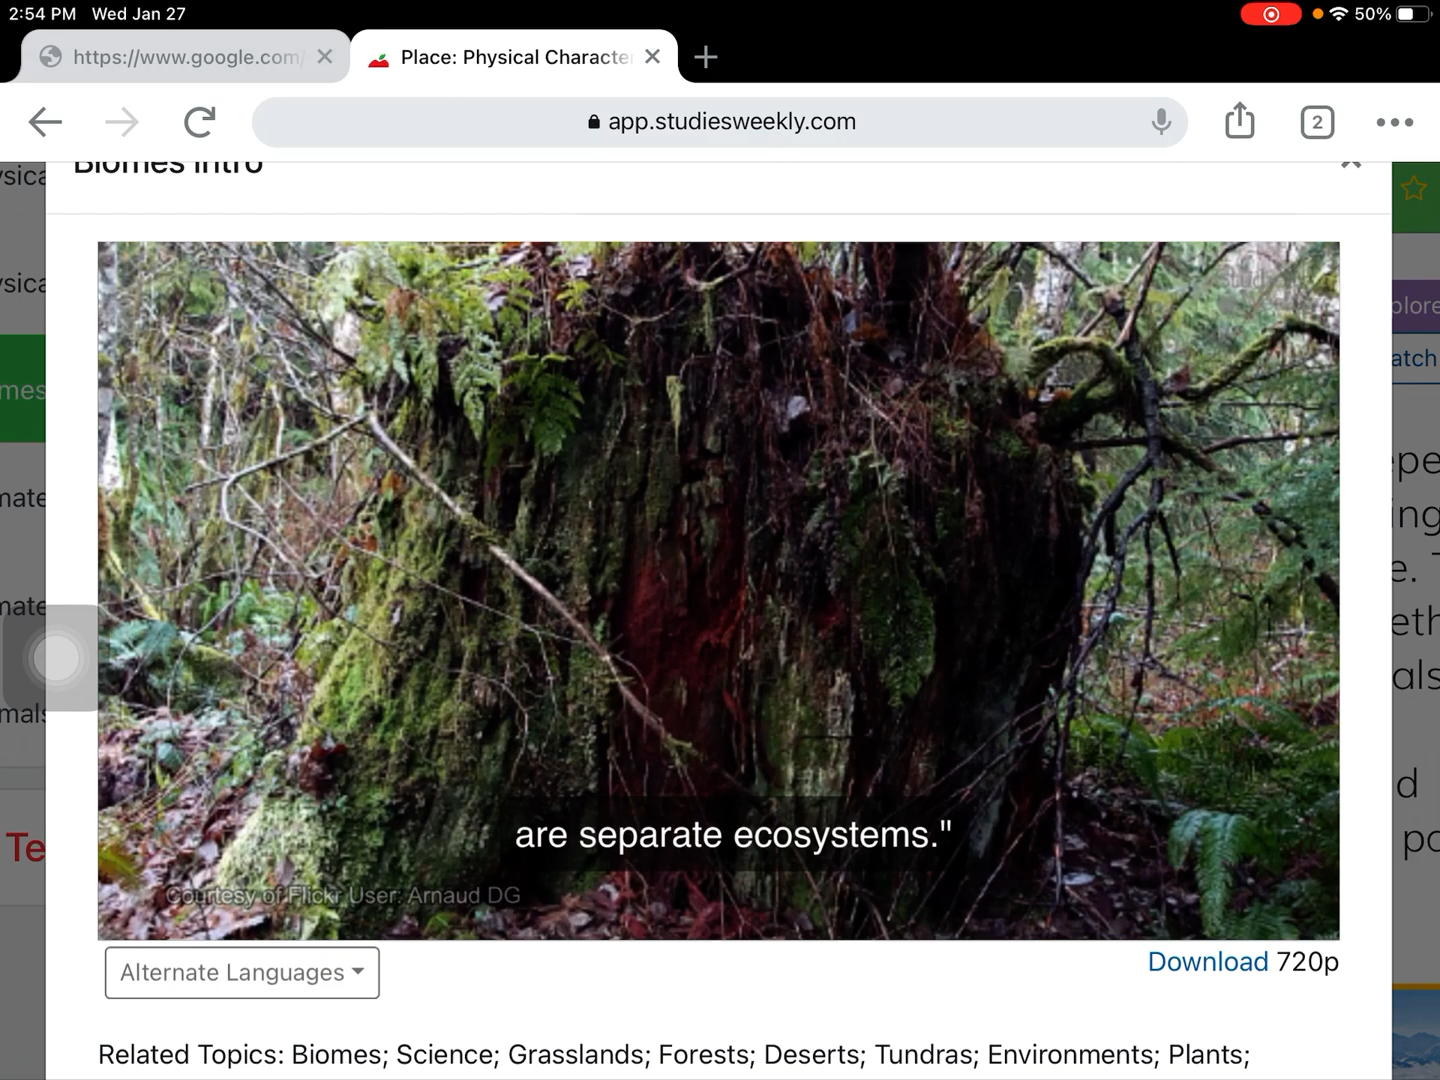 2:54 PM Wed Jan 27
50%
https://www.google.com/
Place: Physical Characte
app.studiesweekly.com
2
Biomes Intro
are separate ecosystems."
Courtesy of Flickr User: Arnaud DG
Alternate Languages
Download 720p
Related Topics: Biomes; Science; Grasslands; Forests; Deserts; Tundras; Environments; Plants;